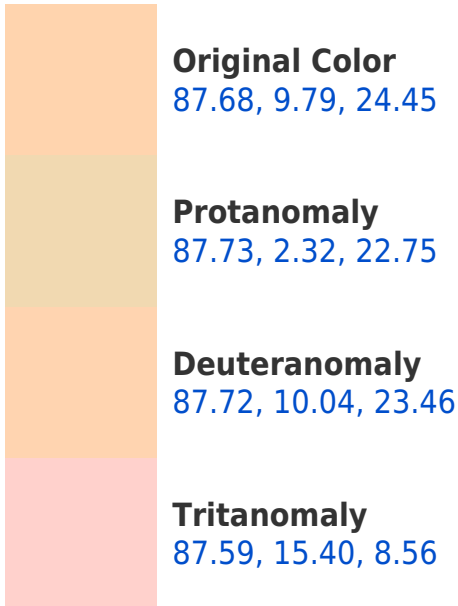 Original Color
87.68, 9.79, 24.45
Protanomaly
87.73, 2.32, 22.75
Deuteranomaly
87.72, 10.04, 23.46
Tritanomaly
87.59, 15.40, 8.56